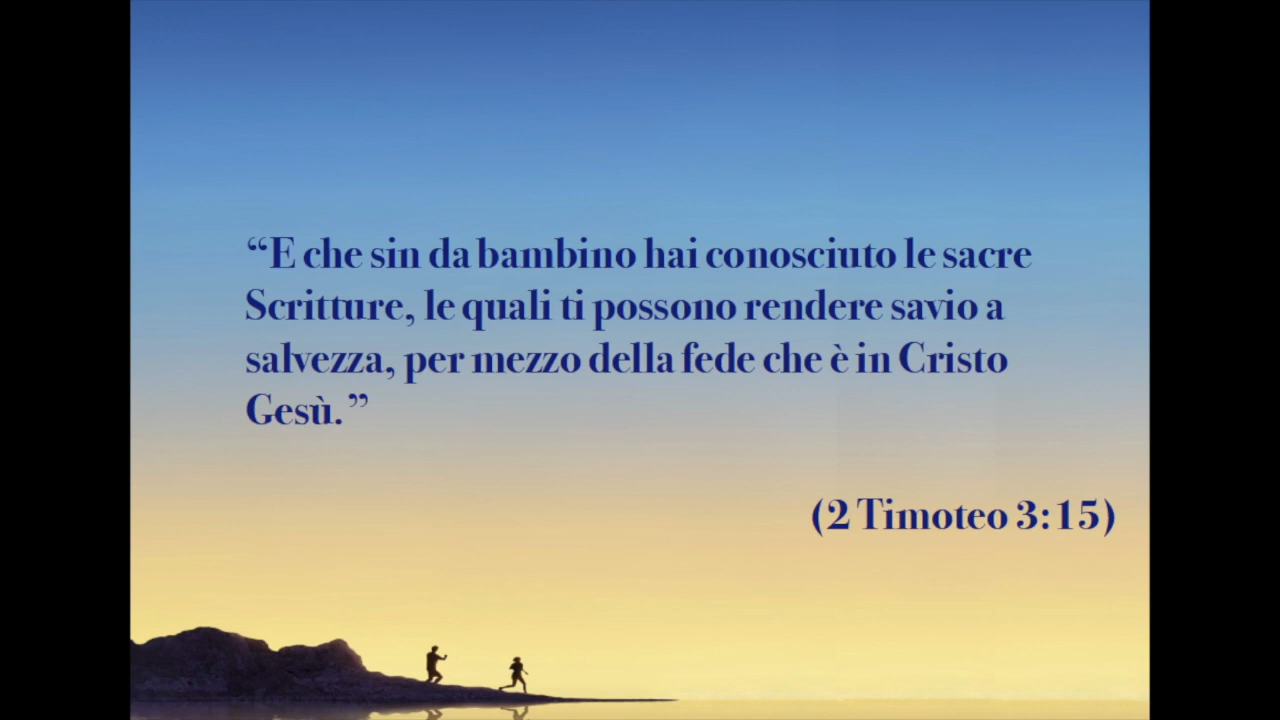 “E che sin da bambino hai conosciuto le sacre
Scritture, le quali ti possono rendere savio a
salvezza, per mezzo della fede che è in Cristo
Gesù.”
(2 Timoteo 3:15)